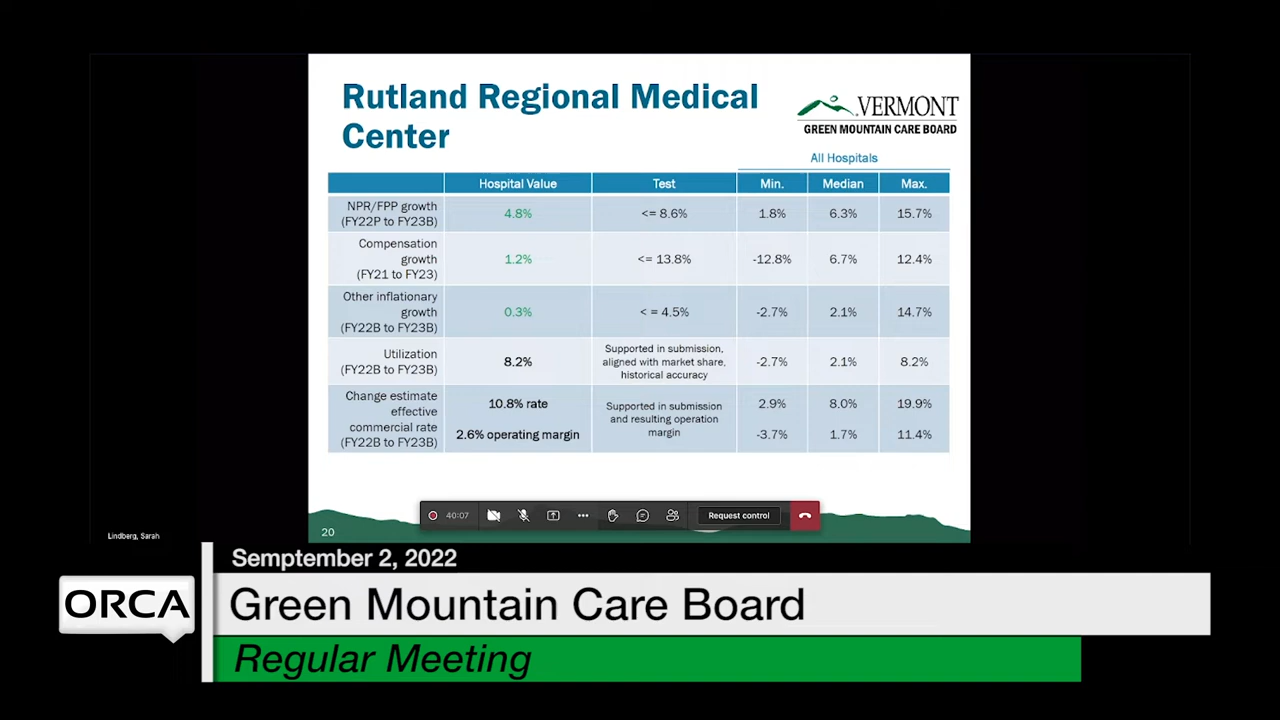 Rutland Regional Medical
Center
VERMONT
GREEN MOUNTAIN CARE BOARD
All Hospitals
Hospital Value Test Min. Median Max.
NPR/FPP growth
(FY22P to FY23B)
4.8% <= 8.6% 1.8% 6.3% 15.7%
Compensation
growth
(FY21 to FY23)
1.2% <= 13.8% -12.8% 6.7% 12.4%
Other inflationary
growth
(FY22B to FY23B)
0.3% < = 4.5% -2.7% 2.1% 14.7%
Utilization
(FY22B to FY23B)
8.2%
Supported in submission,
aligned with market share,
historical accuracy
-2.7% 2.1% 8.2%
Change estimate
effective
commercial rate
(FY22B to FY23B)
10.8% rate
2.6% operating margin
Supported in submission
and resulting operation
margin
2.9% 8.0% 19.9%
-3.7% 1.7% 11.4%
40:07 Request control
20
Lindberg, Sarah
Semptember 2, 2022
ORCA
Green Mountain Care Board
Regular Meeting